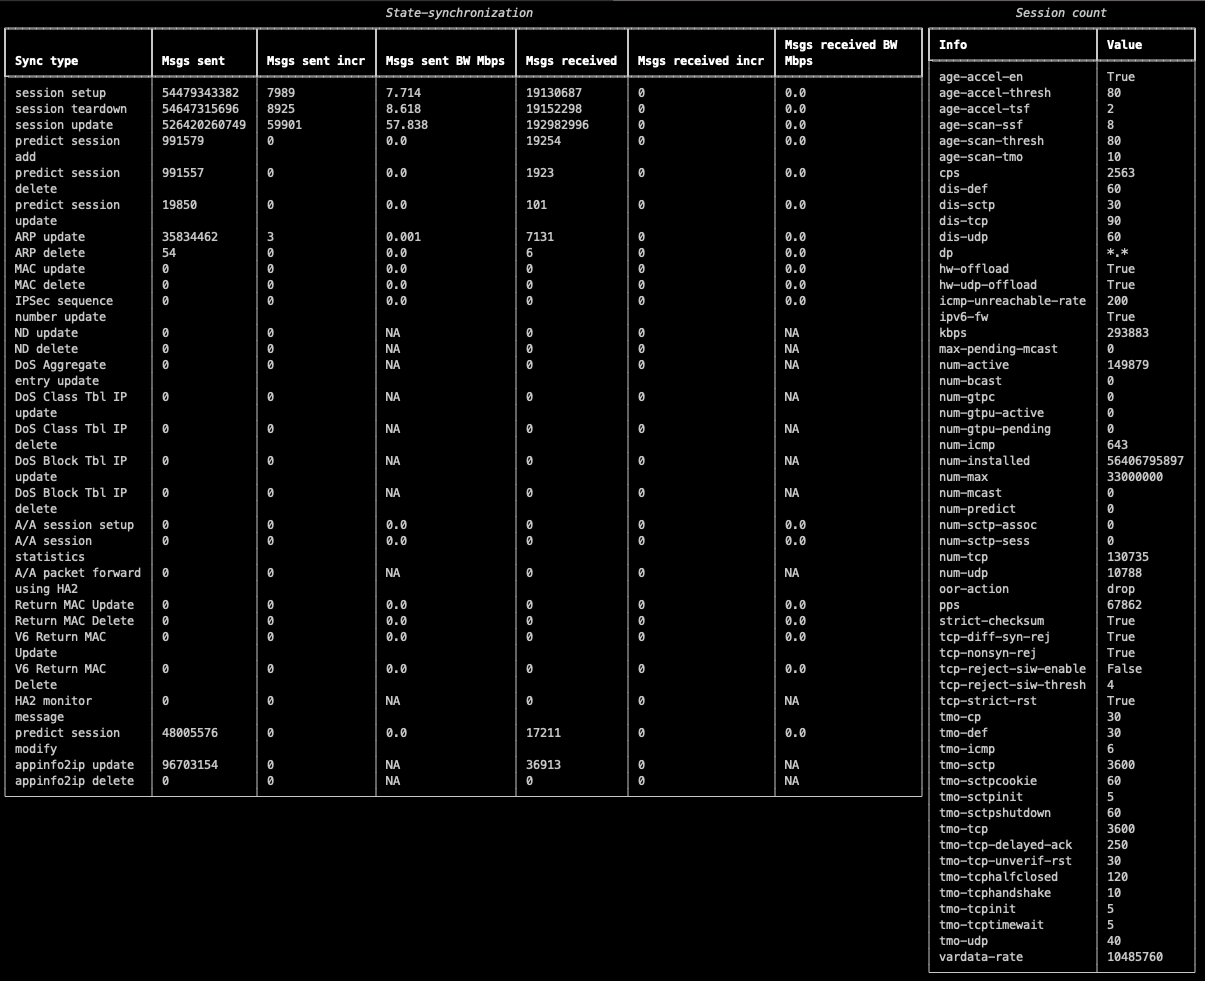 State-synchronization
Sync type Msgs sent Msgs sent incr Msgs sent BW Mbps Msgs received Msgs received incr Msgs received BW Mbps
session setup 54479343382 7989 7.714 19130687 0 0.0
session teardown 54647315696 8925 8.618 19152298 0 0.0
session update 526420260749 59901 57.838 192982996 0 0.0
predict session 991579 0 0.0 19254 0 0.0
add
predict session 991557 0 0.0 1923 0 0.0
delete
predict session 19850 0 0.0 101 0 0.0
update
ARP update 35834462 3 0.001 7131 0 0.0
ARP delete 54 0 0.0 6 0 0.0
MAC update 0 0 0.0 0 0 0.0
MAC delete 0 0 0.0 0 0 0.0
IPSec sequence 0 0 0.0 0 0 0.0
number update
ND update 0 0 NA 0 0 NA
ND delete 0 0 NA 0 0 NA
DoS Aggregate 0 0 NA 0 0 NA
entry update
DoS Class Tbl IP 0 0 NA 0 0 NA
update
DoS Class Tbl IP 0 0 NA 0 0 NA
delete
DoS Block Tbl IP 0 0 NA 0 0 NA
update
DoS Block Tbl IP 0 0 NA 0 0 NA
delete
A/A session setup 0 0 0.0 0 0 0.0
A/A session 0 0 0.0 0 0 0.0
statistics
A/A packet forward 0 0 NA 0 0 NA
using HA2
Return MAC Update 0 0 0.0 0 0 0.0
Return MAC Delete 0 0 0.0 0 0 0.0
V6 Return MAC 0 0 0.0 0 0 0.0
Update
V6 Return MAC 0 0 0.0 0 0 0.0
Delete
HA2 monitor 0 0 NA 0 0 NA
message
predict session 48005576 0 0.0 17211 0 0.0
modify
appinfo2ip update 96703154 0 NA 36913 0 NA
appinfo2ip delete 0 0 NA 0 0 NA
Session count
Info Value
age-accel-en True
age-accel-thresh 80
age-accel-tsf 2
age-scan-ssf 8
age-scan-thresh 80
age-scan-tmo 10
cps 2563
dis-def 60
dis-sctp 30
dis-tcp 90
dis-udp 60
dp *.*
hw-offload True
hw-udp-offload True
icmp-unreachable-rate 200
ipv6-fw True
kbps 293883
max-pending-mcast 0
num-active 149879
num-bcast 0
num-gtpc 0
num-gtpu-active 0
num-gtpu-pending 0
num-icmp 643
num-installed 56406795897
num-max 33000000
num-mcast 0
num-predict 0
num-sctp-assoc 0
num-sctp-sess 0
num-tcp 130735
num-udp 10788
oor-action drop
pps 67862
strict-checksum True
tcp-diff-syn-rej True
tcp-nonsyn-rej True
tcp-reject-siw-enable False
tcp-reject-siw-thresh 4
tcp-strict-rst True
tmo-cp 30
tmo-def 30
tmo-icmp 6
tmo-sctp 3600
tmo-sctpcookie 60
tmo-sctpinit 5
tmo-sctpshutdown 60
tmo-tcp 3600
tmo-tcp-delayed-ack 250
tmo-tcp-unverif-rst 30
tmo-tcphalfclosed 120
tmo-tcphandshake 10
tmo-tcpinit 5
tmo-tcptimewait 5
tmo-udp 40
vardata-rate 10485760